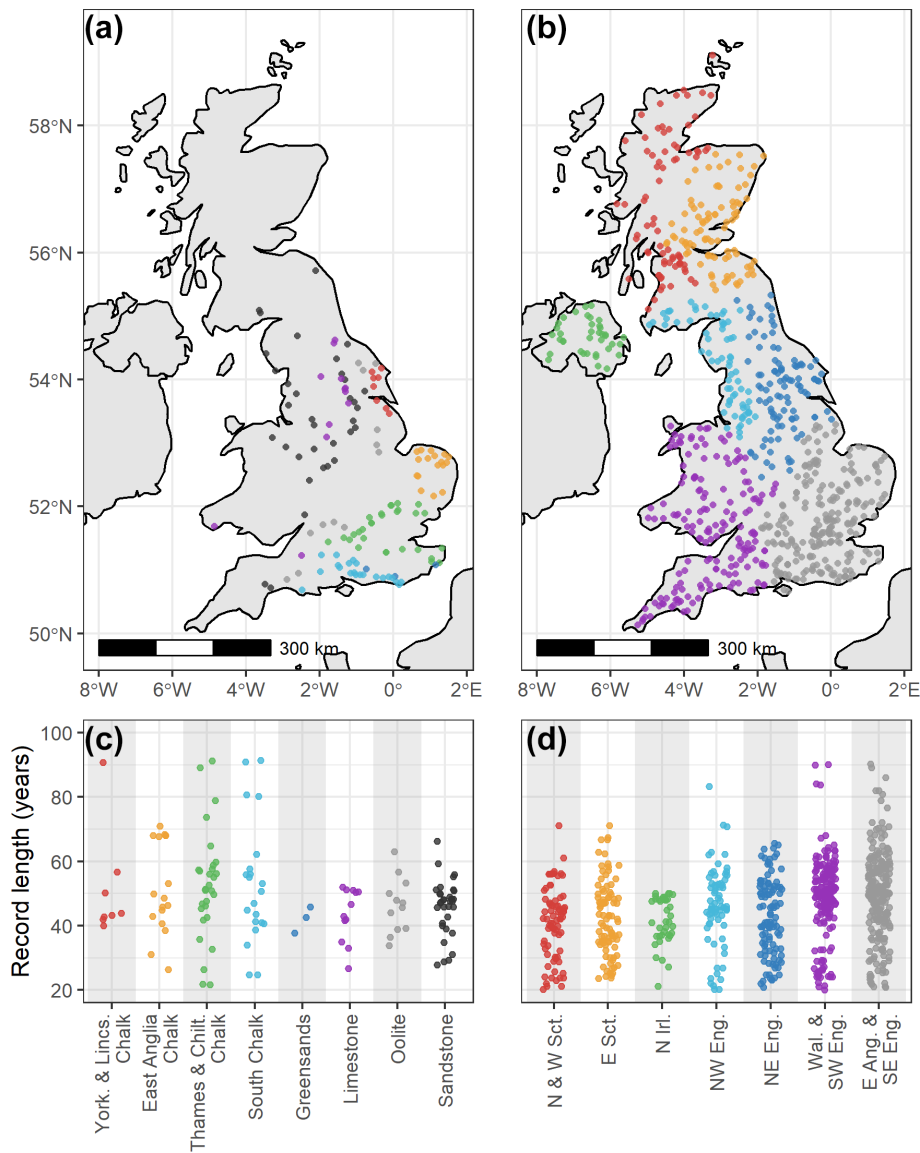 (a)
(b)
58°N
56°N
54°N
52°N
50°N
300 km
300 km
8°W 6°W 4°W 2°W 0° 2°E
8°W 6°W 4°W 2°W 0° 2°E
(c)
(d)
Record length (years)
100
80
60
40
20
York. & Lincs.
Chalk
East Anglia
Chalk
Thames & Chilt.
Chalk
South Chalk
Greensands
Limestone
Oolite
Sandstone
N & W Sct.
E Sct.
N Irl.
NW Eng.
NE Eng.
Wal. &
SW Eng.
E Ang. &
SE Eng.